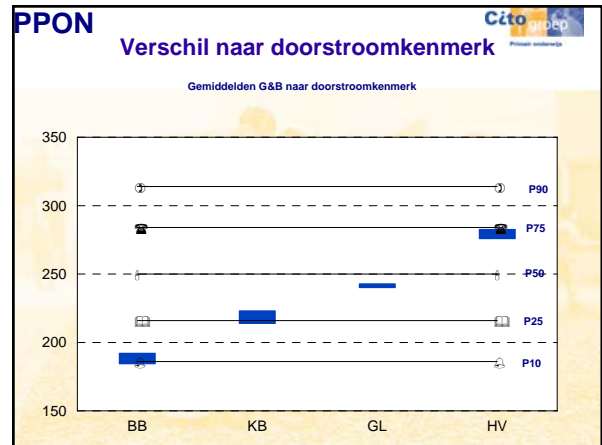 PPON
Cito groep
Primair onderwijs
Verschil naar doorstroomkenmerk
Gemiddelden G&B naar doorstroomkenmerk
350
P90
300
P75
250
P50
P25
200
P10
150
BB KB GL HV